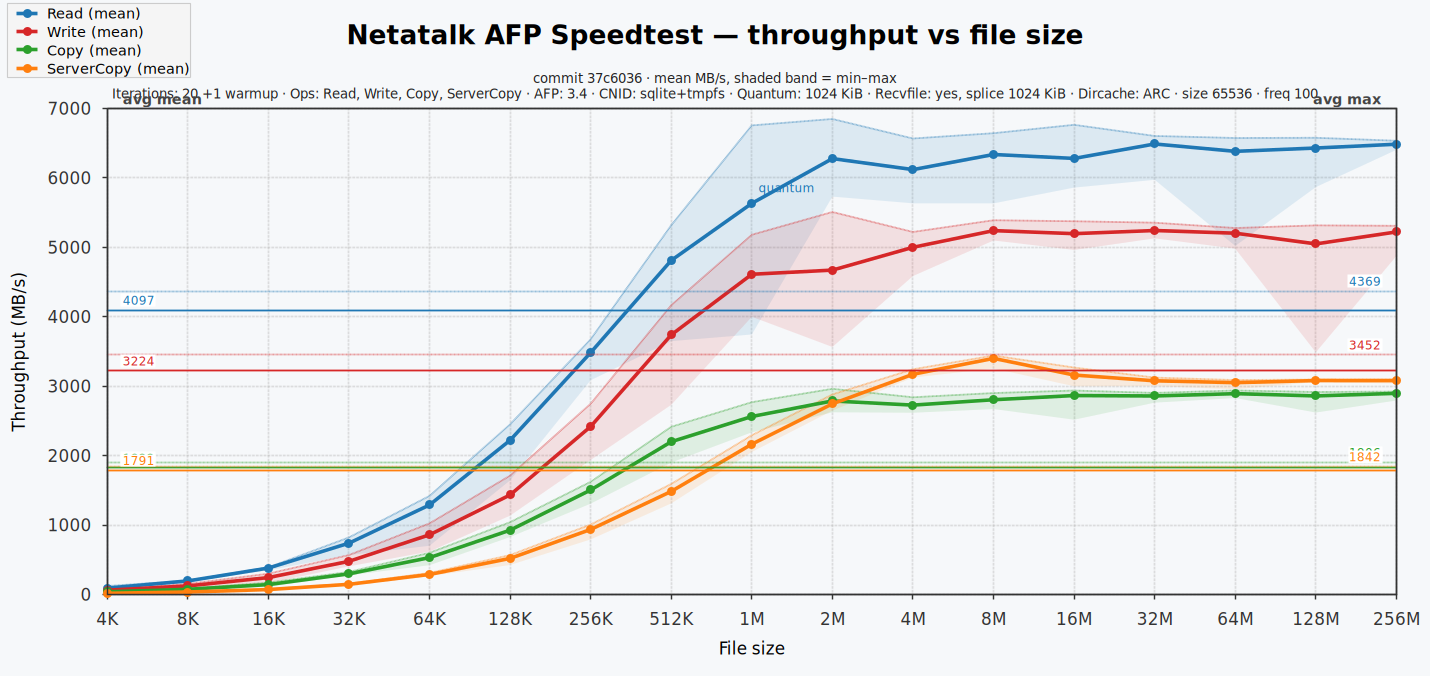 Read (mean)
Write (mean)
Copy (mean)
ServerCopy (mean)
Netatalk AFP Speedtest — throughput vs file size
commit 37c6036 · mean MB/s, shaded band = min–max
Iterations: 20 +1 warmup · Ops: Read, Write, Copy, ServerCopy · AFP: 3.4 · CNID: sqlite+tmpfs · Quantum: 1024 KiB · Recvfile: yes, splice 1024 KiB · Dircache: ARC · size 65536 · freq 100
avg mean
avg max
7000
6000
5000
4000
3000
2000
1000
0
Throughput (MB/s)
quantum
4097
4369
3224
3452
1791
1842
4K 8K 16K 32K 64K 128K 256K 512K 1M 2M 4M 8M 16M 32M 64M 128M 256M
File size